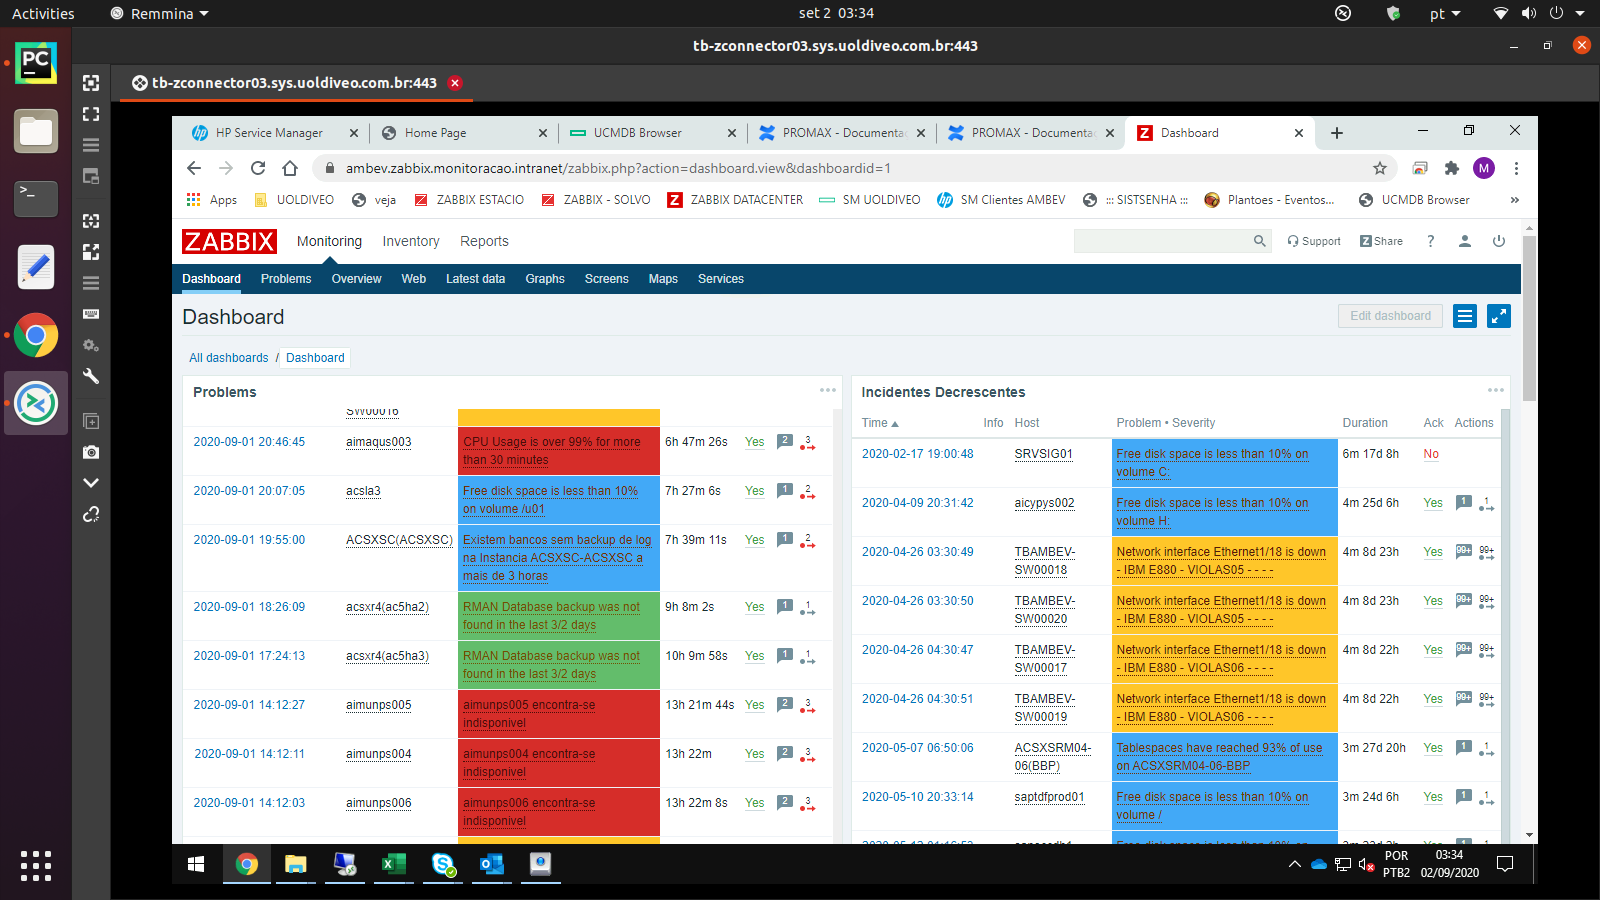 Activities
Remmina
set 2 03:34
pt
tb-zconnector03.sys.uoldiveo.com.br:443
tb-zconnector03.sys.uoldiveo.com.br:443
HP Service Manager
Home Page
UCMDB Browser
PROMAX - Documenta
PROMAX - Documenta
Dashboard
ambev.zabbix.monitoracao.intranet/zabbix.php?action=dashboard.view&dashboardid=1
M
Apps
UOLDIVEO
veja
ZABBIX ESTACIO
ZABBIX - SOLVO
ZABBIX DATACENTER
SM UOLDIVEO
SM Clientes AMBEV
::: SISTSENHA :::
Plantoes - Eventos...
UCMDB Browser
»
ZABBIX
Monitoring
Inventory
Reports
Support
Share
?
Dashboard
Problems
Overview
Web
Latest data
Graphs
Screens
Maps
Services
Dashboard
Edit dashboard
All dashboards / Dashboard
Problems
SW00016
2020-09-01 20:46:45 aimaqus003 CPU Usage is over 99% for more 6h 47m 26s Yes 2 3
than 30 minutes
2020-09-01 20:07:05 acsla3 Free disk space is less than 10% 7h 27m 6s Yes 1 2
on volume /u01
2020-09-01 19:55:00 ACSXSC(ACSXSC) Existem bancos sem backup de log 7h 39m 11s Yes 1 2
na Instancia ACSXSC-ACSXSC a
mais de 3 horas
2020-09-01 18:26:09 acsxr4(ac5ha2) RMAN Database backup was not 9h 8m 2s Yes 1 1
found in the last 3/2 days
2020-09-01 17:24:13 acsxr4(ac5ha3) RMAN Database backup was not 10h 9m 58s Yes 1 1
found in the last 3/2 days
2020-09-01 14:12:27 aimunps005 aimunps005 encontra-se 13h 21m 44s Yes 2 3
indisponivel
2020-09-01 14:12:11 aimunps004 aimunps004 encontra-se 13h 22m Yes 2 3
indisponivel
2020-09-01 14:12:03 aimunps006 aimunps006 encontra-se 13h 22m 8s Yes 2 3
indisponivel
Incidentes Decrescentes
Time Info Host Problem • Severity Duration Ack Actions
2020-02-17 19:00:48 SRVSIG01 Free disk space is less than 10% on 6m 17d 8h No
volume C:
2020-04-09 20:31:42 aicypys002 Free disk space is less than 10% on 4m 25d 6h Yes 1 1
volume H:
2020-04-26 03:30:49 TBAMBEV- Network interface Ethernet1/18 is down 4m 8d 23h Yes 99+ 99+
SW00018 - IBM E880 - VIOLAS05 - - - -
2020-04-26 03:30:50 TBAMBEV- Network interface Ethernet1/18 is down 4m 8d 23h Yes 99+ 99+
SW00020 - IBM E880 - VIOLAS05 - - - -
2020-04-26 04:30:47 TBAMBEV- Network interface Ethernet1/18 is down 4m 8d 22h Yes 99+ 99+
SW00017 - IBM E880 - VIOLAS06 - - - -
2020-04-26 04:30:51 TBAMBEV- Network interface Ethernet1/18 is down 4m 8d 22h Yes 99+ 99+
SW00019 - IBM E880 - VIOLAS06 - - - -
2020-05-07 06:50:06 ACSXSRM04- Tablespaces have reached 93% of use 3m 27d 20h Yes 1 1
06(BBP) on ACSXSRM04-06-BBP
2020-05-10 20:33:14 saptdfprod01 Free disk space is less than 10% on 3m 24d 6h Yes 1 1
volume /
POR
PTB2
03:34
02/09/2020